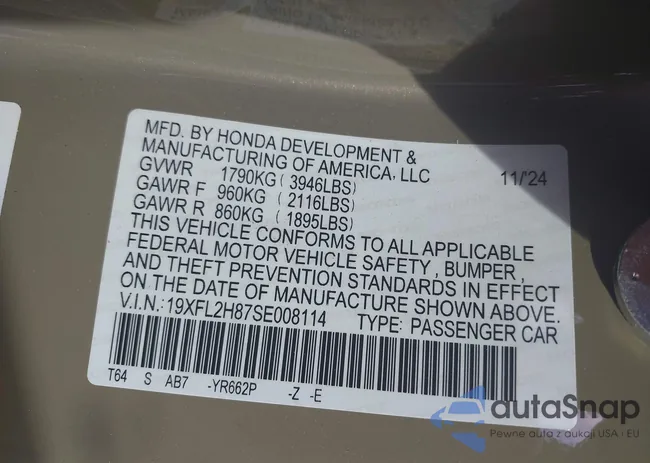 MFD. BY HONDA DEVELOPMENT &
MANUFACTURING OF AMERICA, LLC 11/'24
GVWR 1790KG ( 3946LBS)
GAWR F 960KG ( 2116LBS)
GAWR R 860KG ( 1895LBS)
THIS VEHICLE CONFORMS TO ALL APPLICABLE
FEDERAL MOTOR VEHICLE SAFETY , BUMPER ,
AND THEFT PREVENTION STANDARDS IN EFFECT
ON THE DATE OF MANUFACTURE SHOWN ABOVE.
V.I.N.:19XFL2H87SE008114 TYPE: PASSENGER CAR
T64 S AB7 -YR662P -Z -E
autoSnap
Pewne auta z aukcji USA i EU